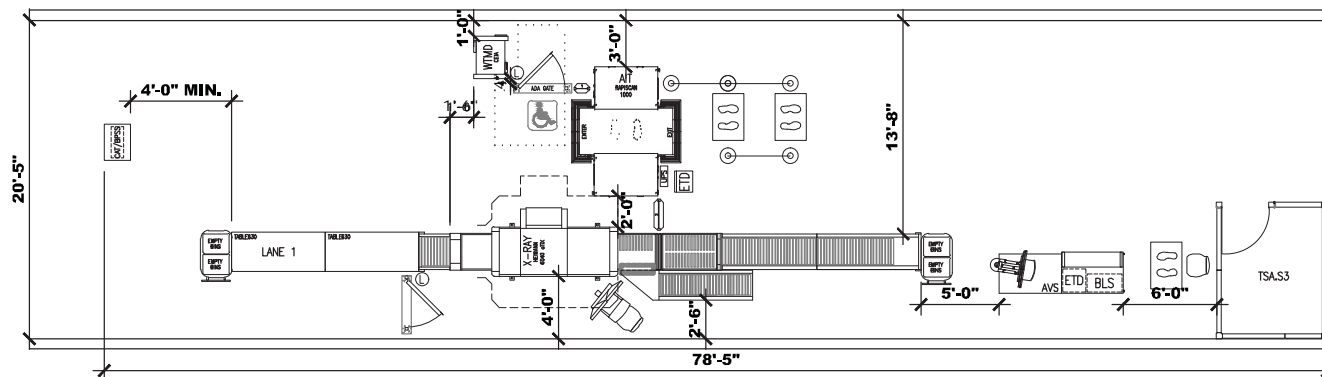 1'-0"
WTMD
CEIA
L
3'-0"
AIT
RAPISCAN
1000
ADA GATE
4'-0" MIN.
1'-6"
4"
CAT/BPSS
20'-5"
ENTER
EXIT
13'-8"
UPS
ETD
2'-0"
EMPTY
BINS
EMPTY
BINS
TABLE830
TABLE830
LANE 1
X-RAY
L
EMPTY
BINS
EMPTY
BINS
AVS
ETD
BLS
TSA.S3
5'-0"
6'-0"
4'-0"
2'-6"
78'-5"